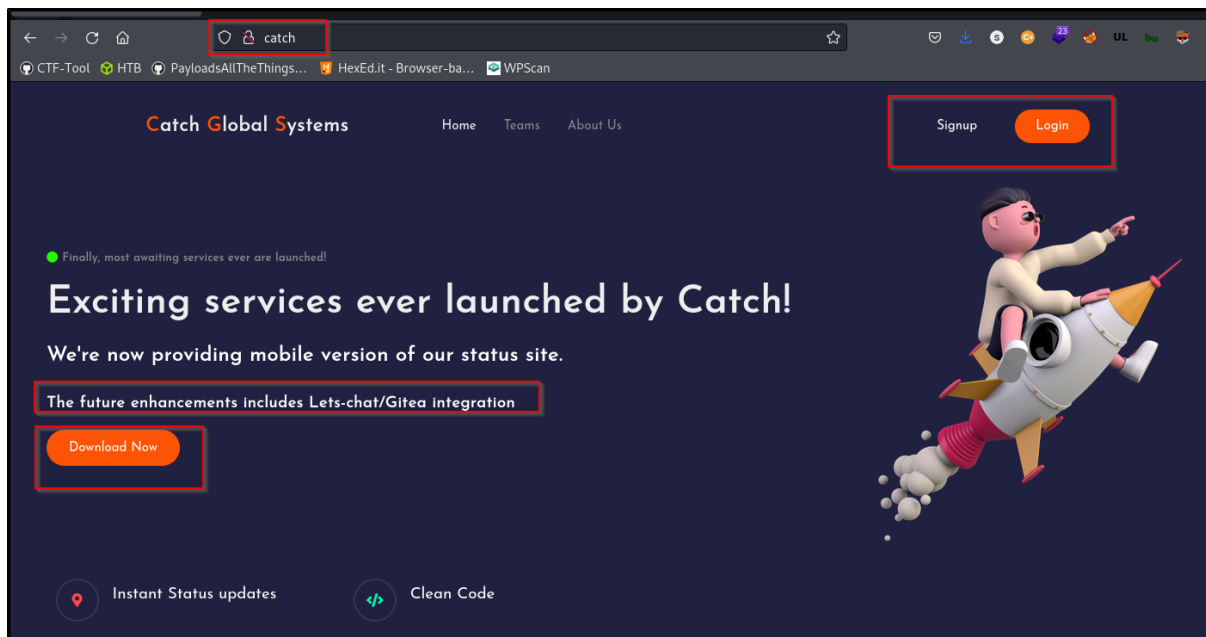 catch
23
UL
CTF-Tool HTB PayloadsAllTheThings... HexEd.it - Browser-ba... WPScan
Catch Global Systems Home Teams About Us Signup Login
Finally, most awaiting services ever are launched!
Exciting services ever launched by Catch!
We're now providing mobile version of our status site.
The future enhancements includes Lets-chat/Gitea integration
Download Now
Instant Status updates Clean Code